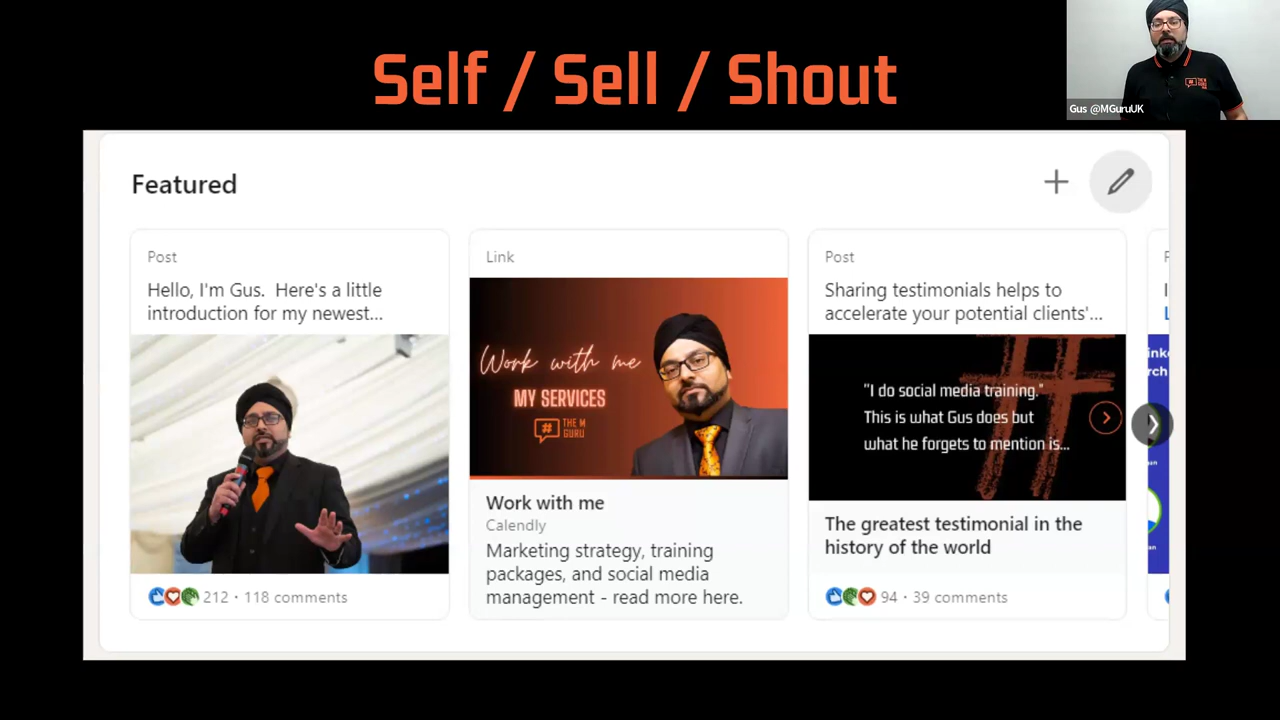 Self / Sell / Shout
Gus @MGuruUK
Featured
Post
Hello, I'm Gus. Here's a little
introduction for my newest...
212 · 118 comments
Link
Work with me
MY SERVICES
#
THE M
GURU
Work with me
Calendly
Marketing strategy, training
packages, and social media
management - read more here.
Post
Sharing testimonials helps to
accelerate your potential clients'...
"I do social media training."
This is what Gus does but
what he forgets to mention is...
The greatest testimonial in the
history of the world
94 · 39 comments